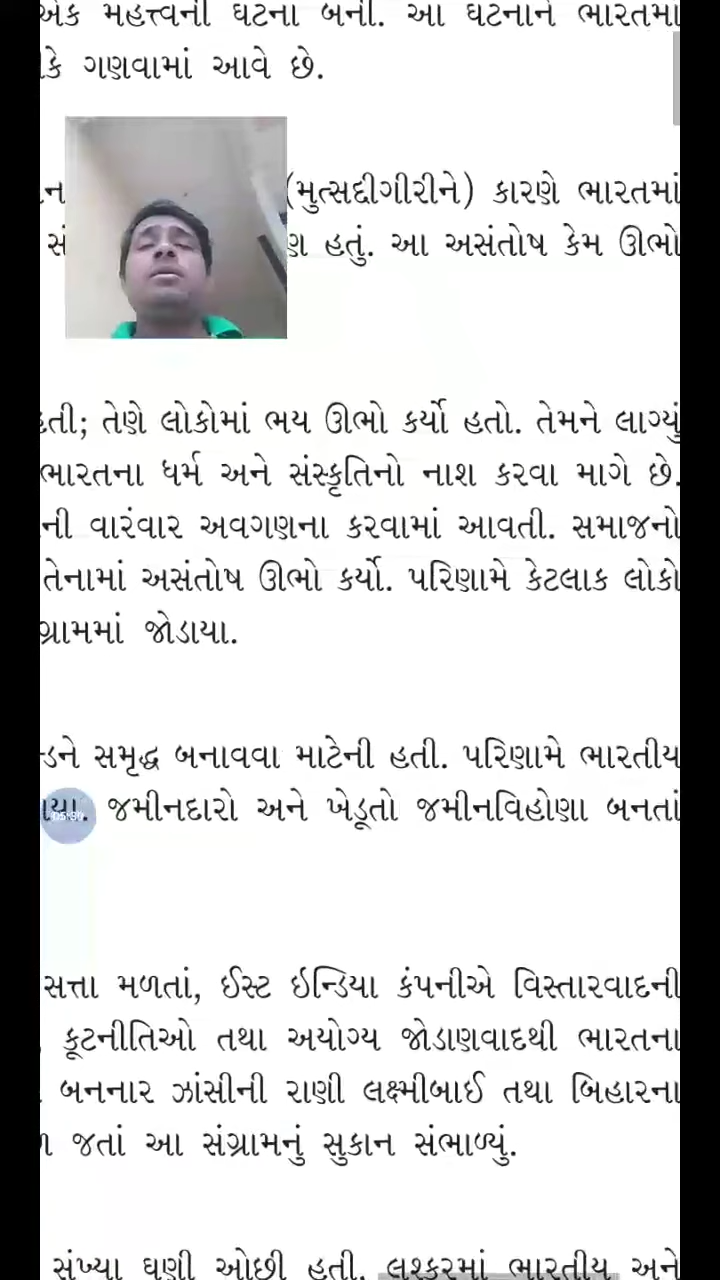 એક મહત્ત્વની ઘટના બની. આ ઘટનાને ભારતમા
કે ગણવામાં આવે છે.
(મુત્સદ્દીગીરીને) કારણે ભારતમાં
હતું. આ અસંતોષ કેમ ઊભો
હતી; તેણે લોકોમાં ભય ઊભો કર્યો હતો. તેમને લાગ્યું
ભારતના ધર્મ અને સંસ્કૃતિનો નાશ કરવા માગે છે.
ની વારંવાર અવગણના કરવામાં આવતી. સમાજનો
તેનામાં અસંતોષ ઊભો કર્યો. પરિણામે કેટલાક લોકો
ગ્રામમાં જોડાયા.
ને સમૃદ્ધ બનાવવા માટેની હતી. પરિણામે ભારતીય
જમીનદારો અને ખેડૂતો જમીનવિહોણા બનતાં
સત્તા મળતાં, ઈસ્ટ ઇન્ડિયા કંપનીએ વિસ્તારવાદની
કૂટનીતિઓ તથા અયોગ્ય જોડાણવાદથી ભારતના
બનનાર ઝાંસીની રાણી લક્ષ્મીબાઈ તથા બિહારના
જતાં આ સંગ્રામનું સુકાન સંભાળ્યું.
સંખ્યા ઘણી ઓછી હતી. લશ્કરમાં ભારતીય અને